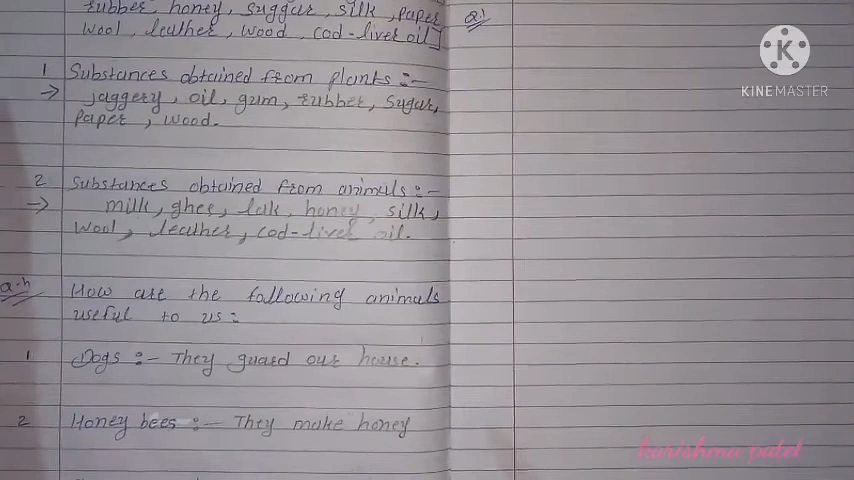 rubber, honey, suggar, silk, paper
wool, leather, wood, cod-liver oil]
1 Substances obtained from plants :-
→ jaggery, oil, gum, rubber, sugar,
paper, wood.
2 Substances obtained from animals :-
→ milk, ghee, lak, honey, silk,
wool, leather, cod-liver oil.
How are the following animals
useful to us :
1 Dogs :- They guard our house.
2 Honey bees :- They make honey
Q.1
K
KINEMASTER
karishma patel